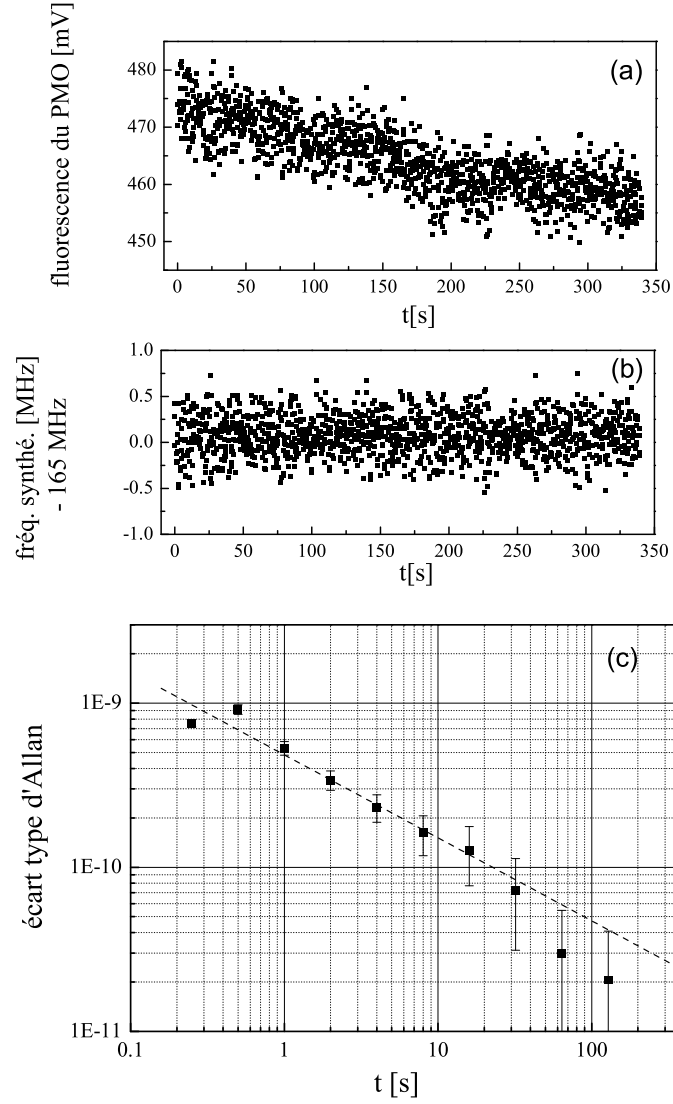 fluorescence du PMO [mV]
(a)
480
470
460
450
0 50 100 150 200 250 300 350
t[s]
fréq. synthé. [MHz]
- 165 MHz
(b)
1.0
0.5
0.0
-0.5
-1.0
0 50 100 150 200 250 300 350
t[s]
écart type d'Allan
(c)
1E-9
1E-10
1E-11
0.1 1 10 100
t [s]